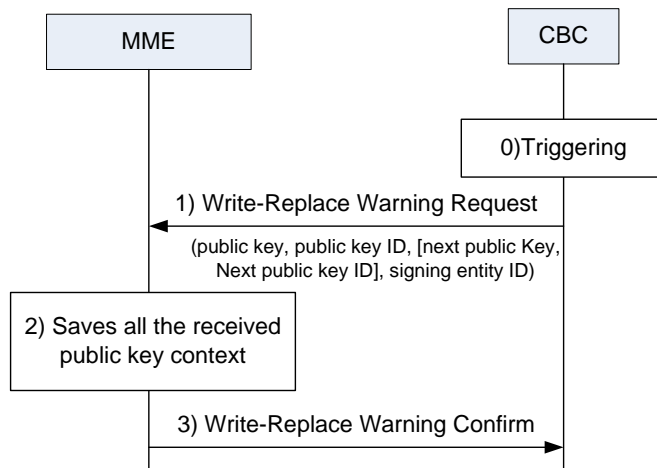 MME
CBC
0)Triggering
1) Write-Replace Warning Request
(public key, public key ID, [next public Key,
Next public key ID], signing entity ID)
2) Saves all the received
public key context
3) Write-Replace Warning Confirm